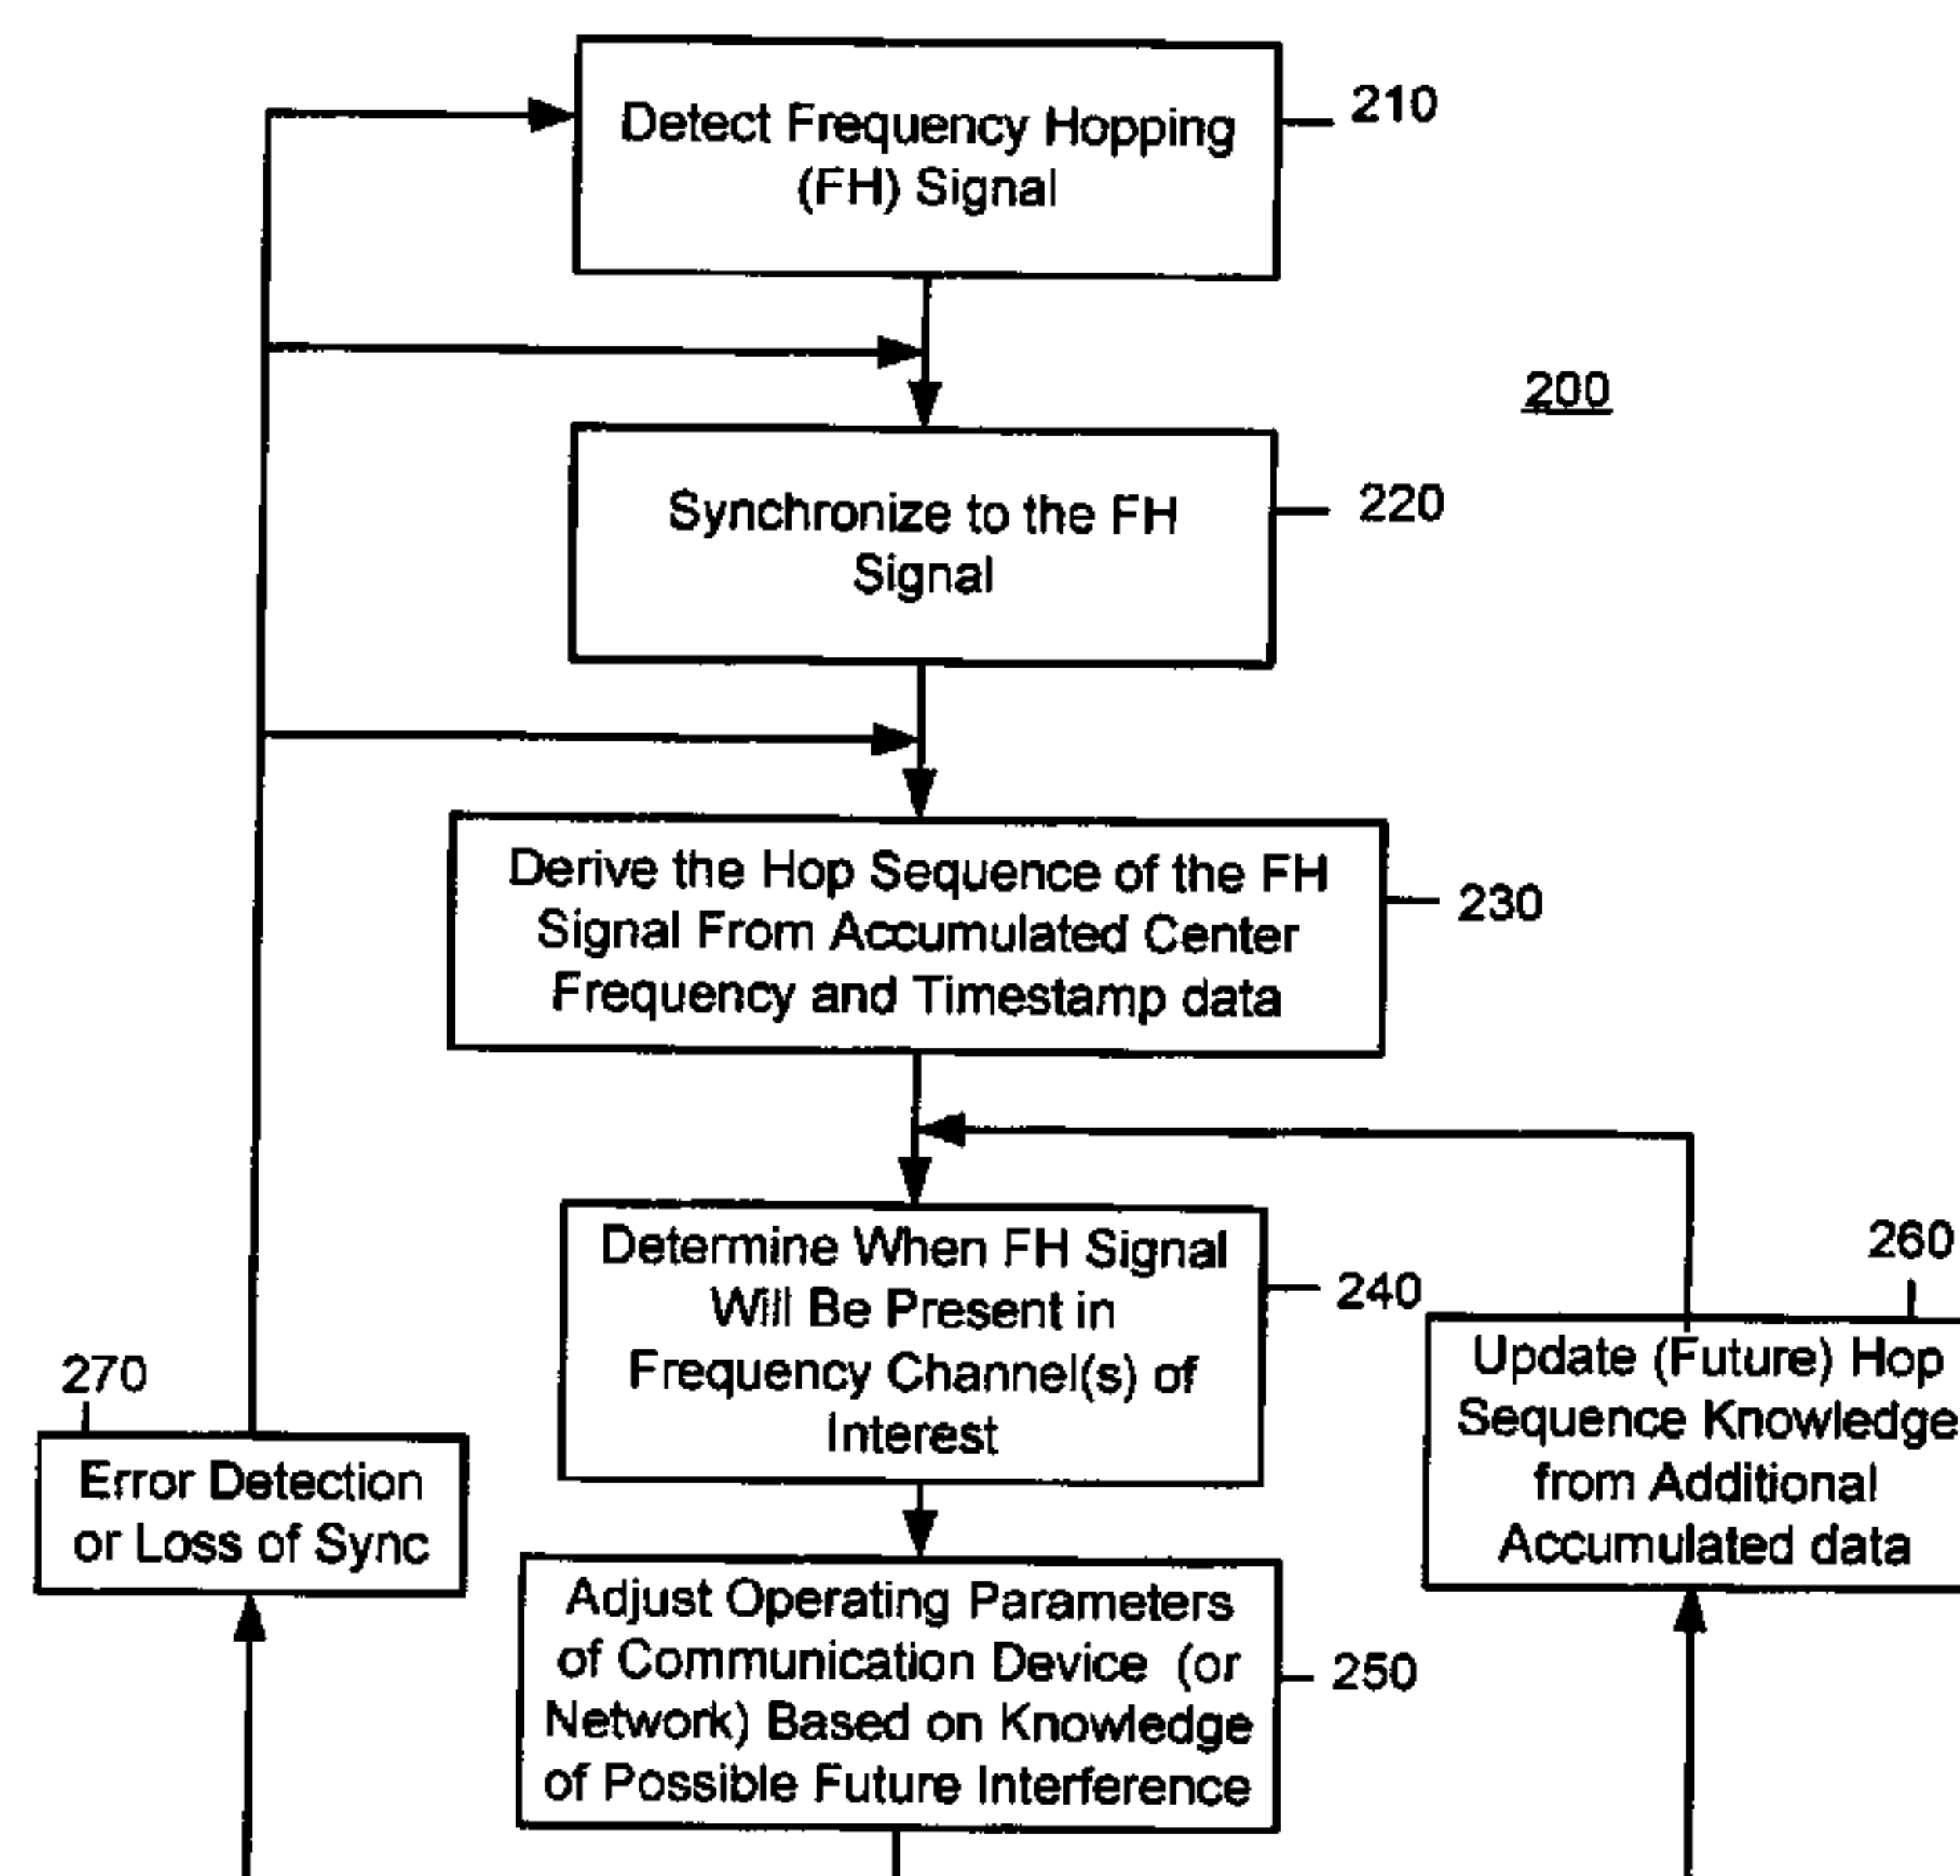 Detect Frequency Hopping
(FH) Signal
210
200
Synchronize to the FH
Signal
220
Derive the Hop Sequence of the FH
Signal From Accumulated Center
Frequency and Timestamp data
230
Determine When FH Signal
Will Be Present in
Frequency Channel(s) of
Interest
240
260
Update (Future) Hop
Sequence Knowledge
from Additional
Accumulated data
270
Error Detection
or Loss of Sync
Adjust Operating Parameters
of Communication Device (or
Network) Based on Knowledge
of Possible Future Interference
250